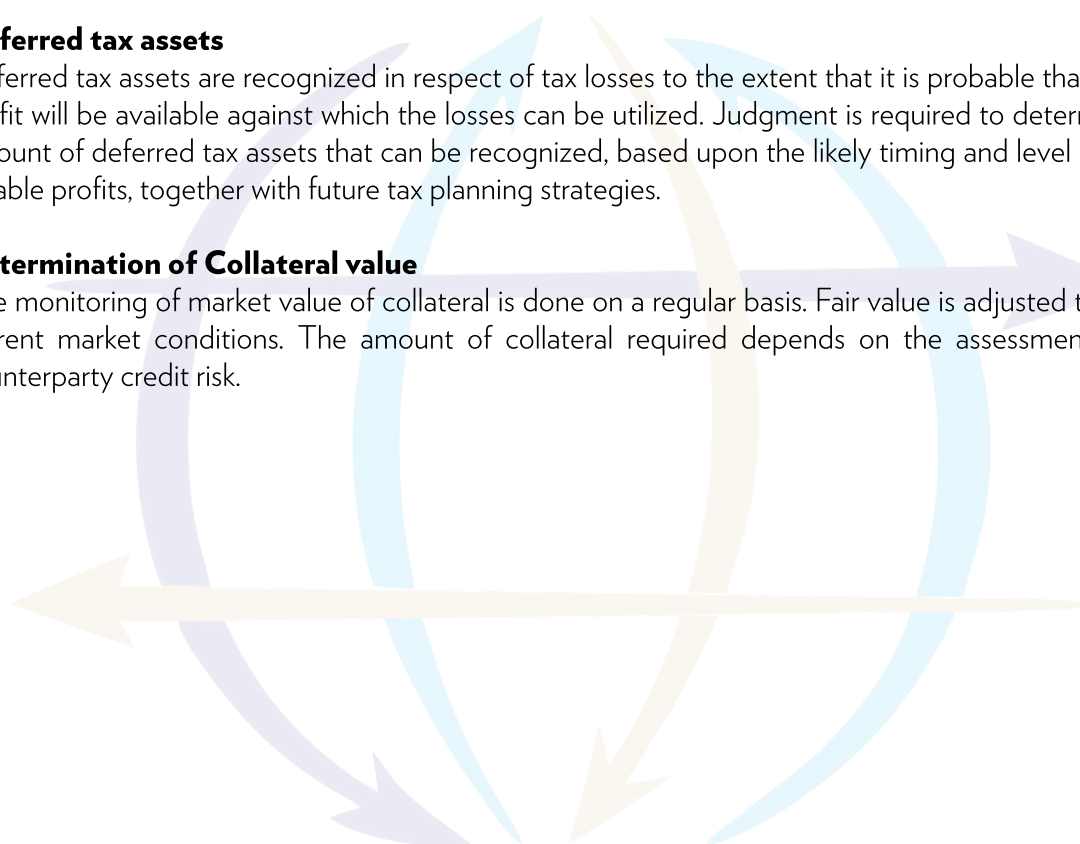 ferred tax assets
ferred tax assets are recognized in respect of tax losses to the extent that it is probable tha
fit will be available against which the losses can be utilized. Judgment is required to deter
ount of deferred tax assets that can be recognized, based upon the likely timing and level
able profits, together with future tax planning strategies.
termination of Collateral value
e monitoring of market value of collateral is done on a regular basis. Fair value is adjusted t
rent market conditions. The amount of collateral required depends on the assessmen
nterparty credit risk.